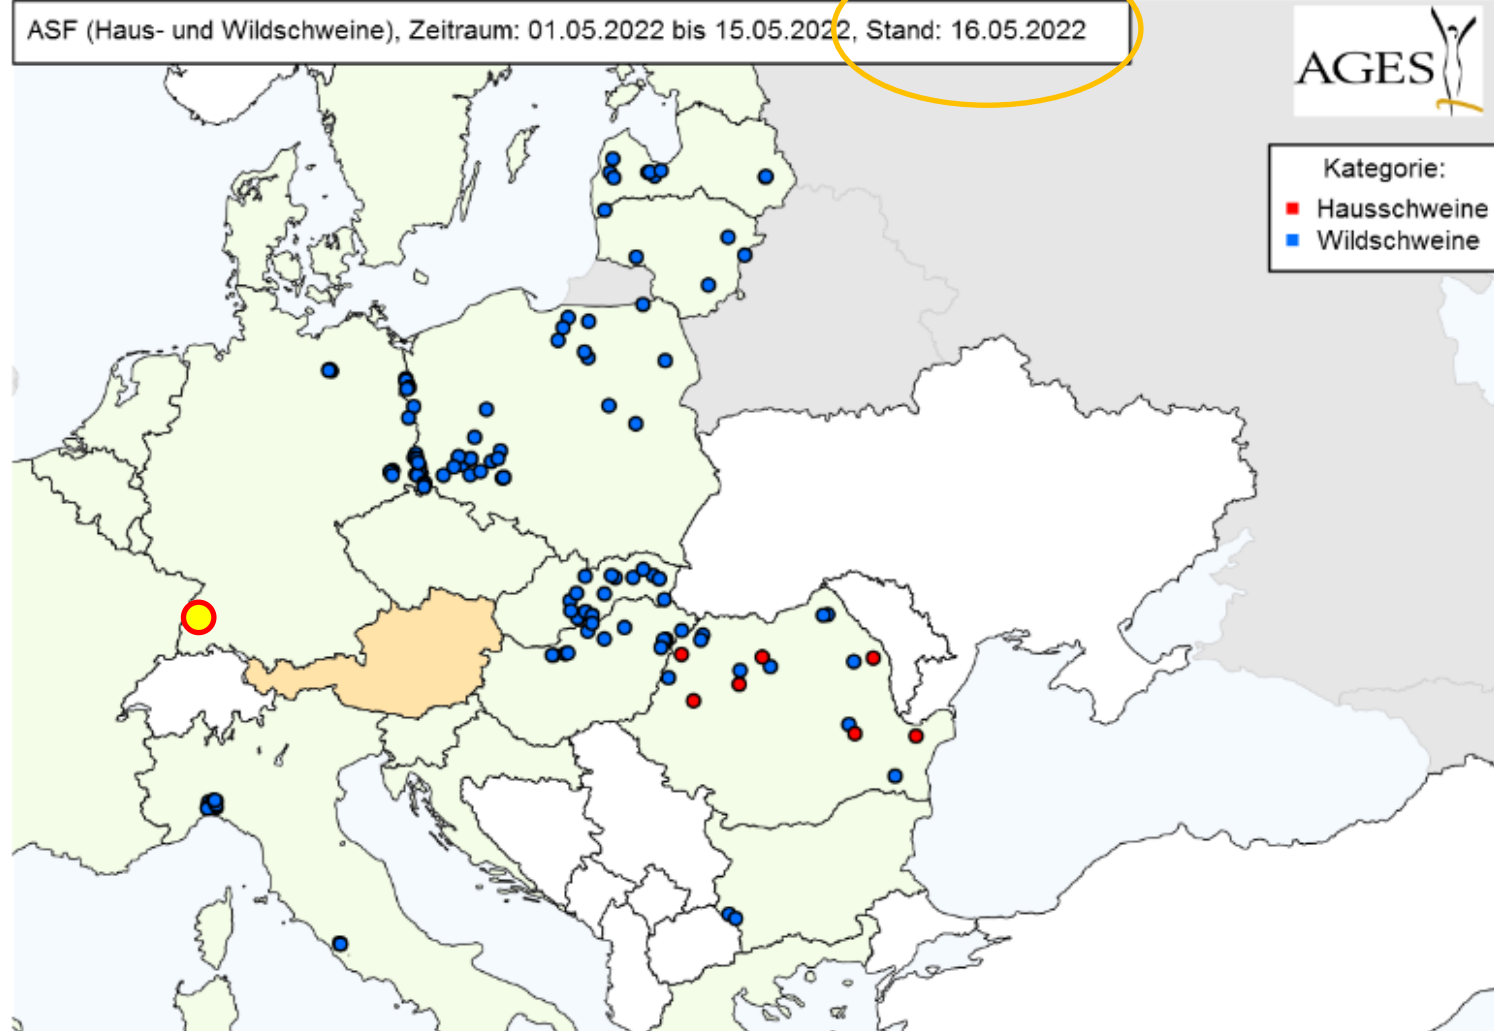 ASF (Haus- und Wildschweine), Zeitraum: 01.05.2022 bis 15.05.2022, Stand: 16.05.2022
AGES
Kategorie:
Hausschweine
Wildschweine